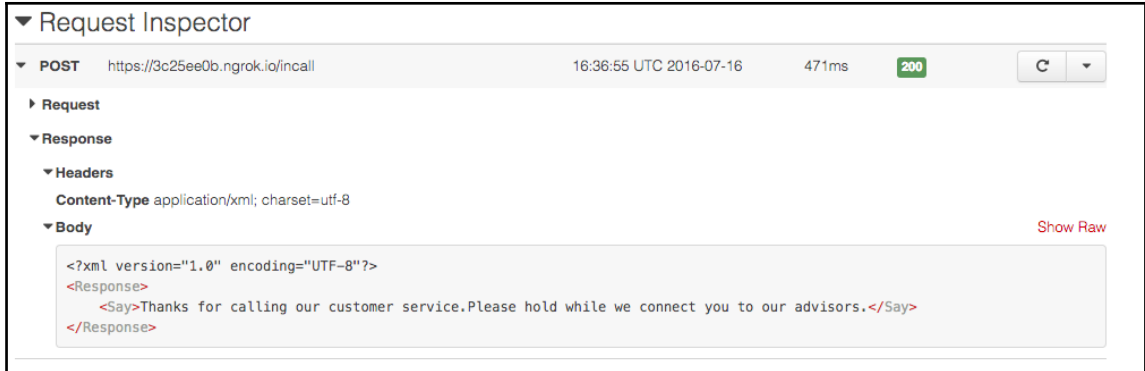 Request Inspector
POST https://3c25ee0b.ngrok.io/incall 16:36:55 UTC 2016-07-16 471ms 200
Request
Response
Headers
Content-Type application/xml; charset=utf-8
Body Show Raw
<?xml version="1.0" encoding="UTF-8"?>
<Response>
<Say>Thanks for calling our customer service.Please hold while we connect you to our advisors.</Say>
</Response>